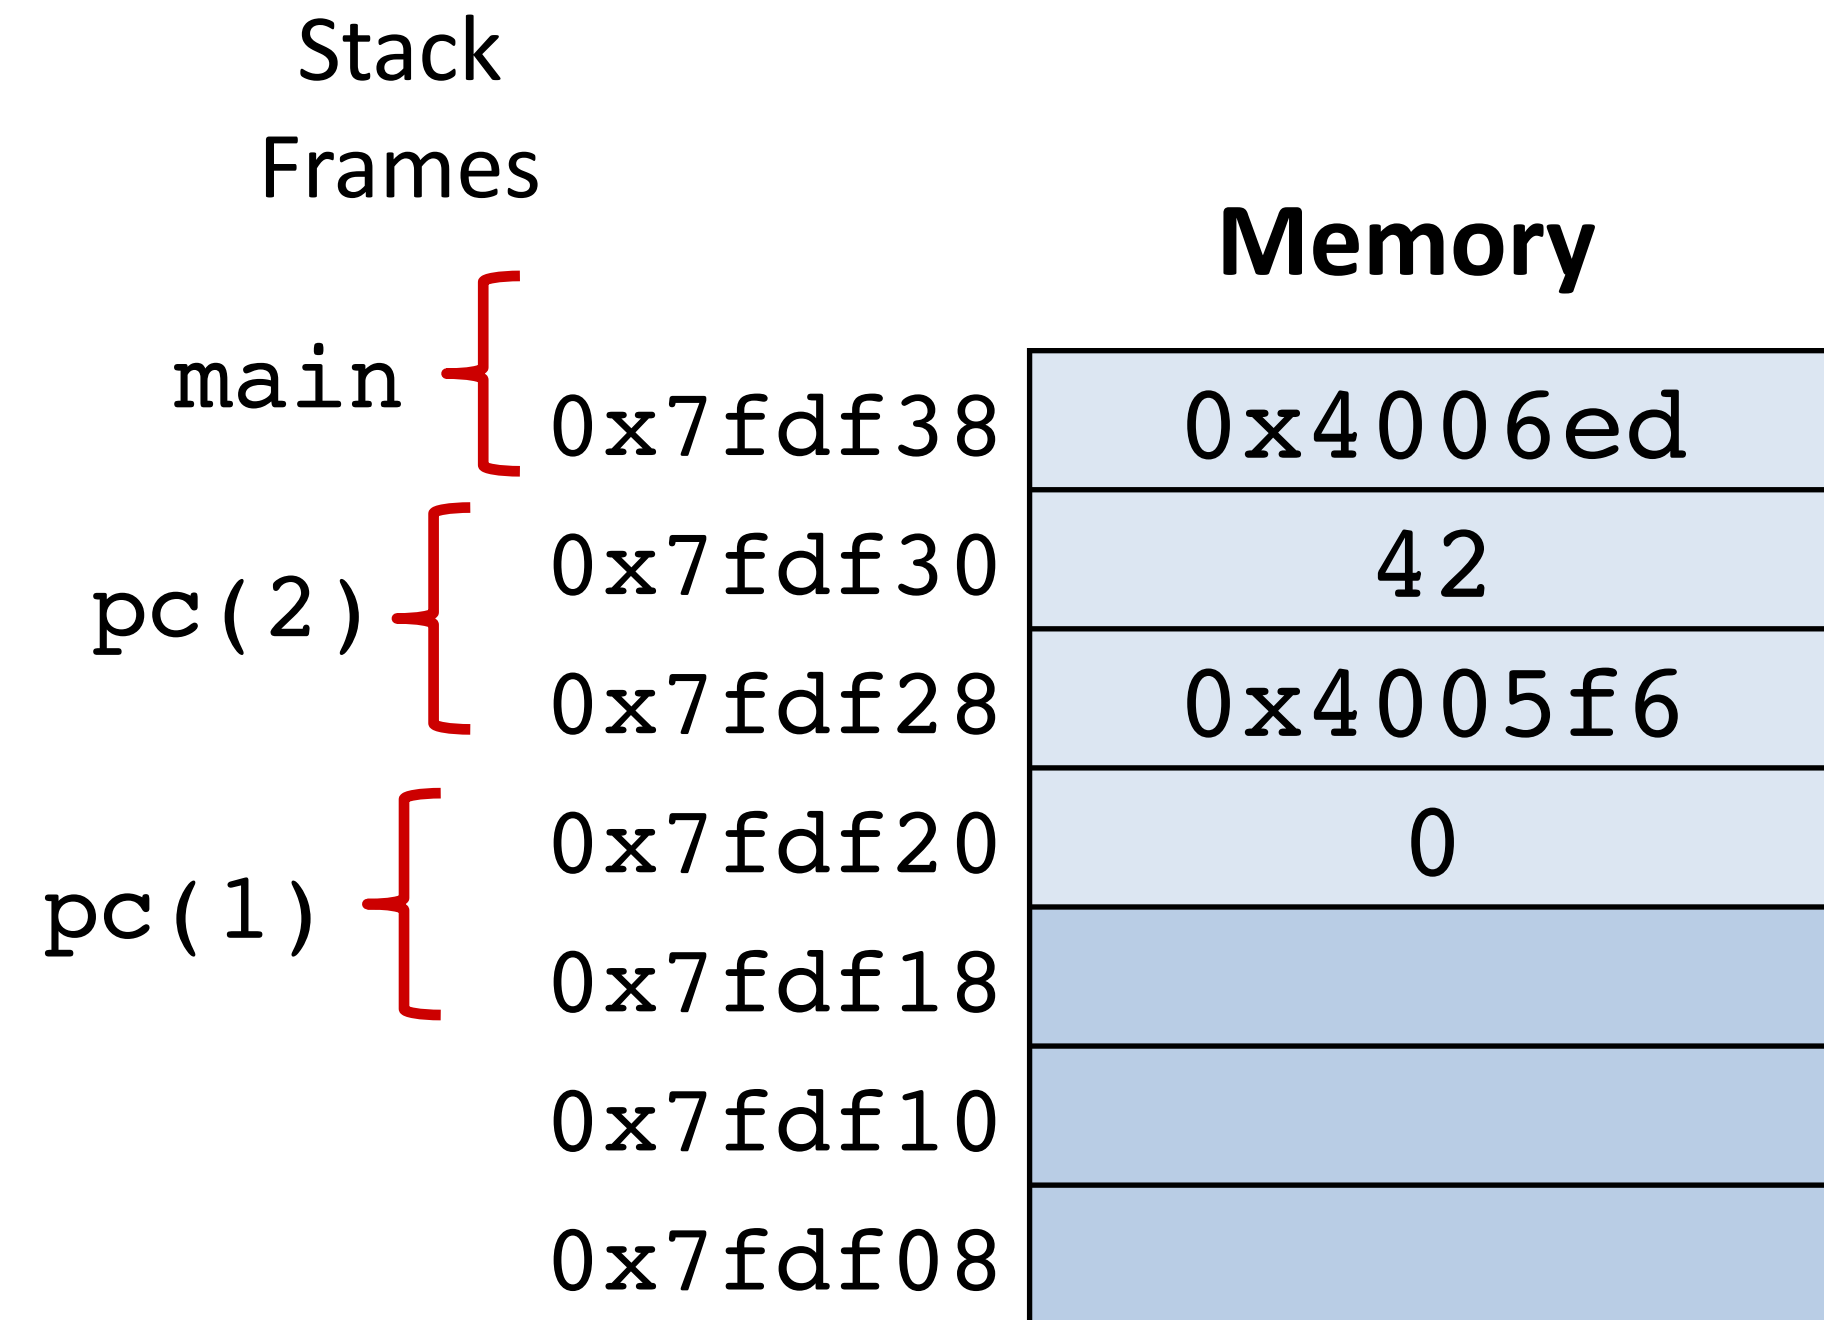 Stack
Frames
Memory
main
0x7fdf38 0x4006ed
0x7fdf30 42
pc(2)
0x7fdf28 0x4005f6
0x7fdf20 0
pc(1)
0x7fdf18
0x7fdf10
0x7fdf08